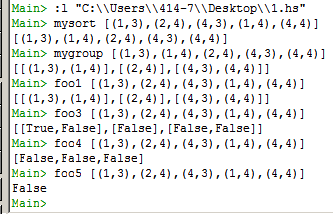 Main> :l "C:\\Users\\414-7\\Desktop\\1.hs"
Main> mysort [(1,3),(2,4),(4,3),(1,4),(4,4)]
[(1,3),(1,4),(2,4),(4,3),(4,4)]
Main> mygroup [(1,3),(1,4),(2,4),(4,3),(4,4)]
[[(1,3),(1,4)],[(2,4)],[(4,3),(4,4)]]
Main> foo1 [(1,3),(2,4),(4,3),(1,4),(4,4)]
[[(1,3),(1,4)],[(2,4)],[(4,3),(4,4)]]
Main> foo3 [(1,3),(2,4),(4,3),(1,4),(4,4)]
[[True,False],[False],[False,False]]
Main> foo4 [(1,3),(2,4),(4,3),(1,4),(4,4)]
[False,False,False]
Main> foo5 [(1,3),(2,4),(4,3),(1,4),(4,4)]
False
Main>